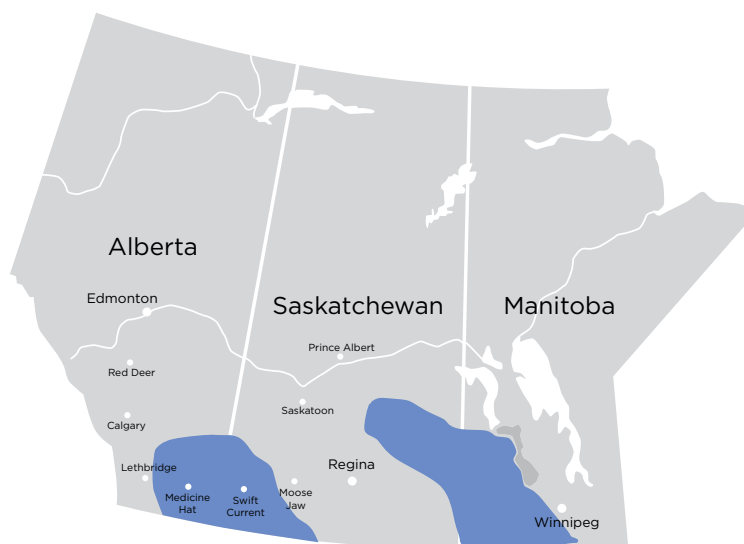 Alberta
Edmonton
Saskatchewan
Manitoba
Prince Albert
Red Deer
Saskatoon
Calgary
Lethbridge
Regina
Medicine
Hat
Swift
Current
Moose
Jaw
Winnipeg